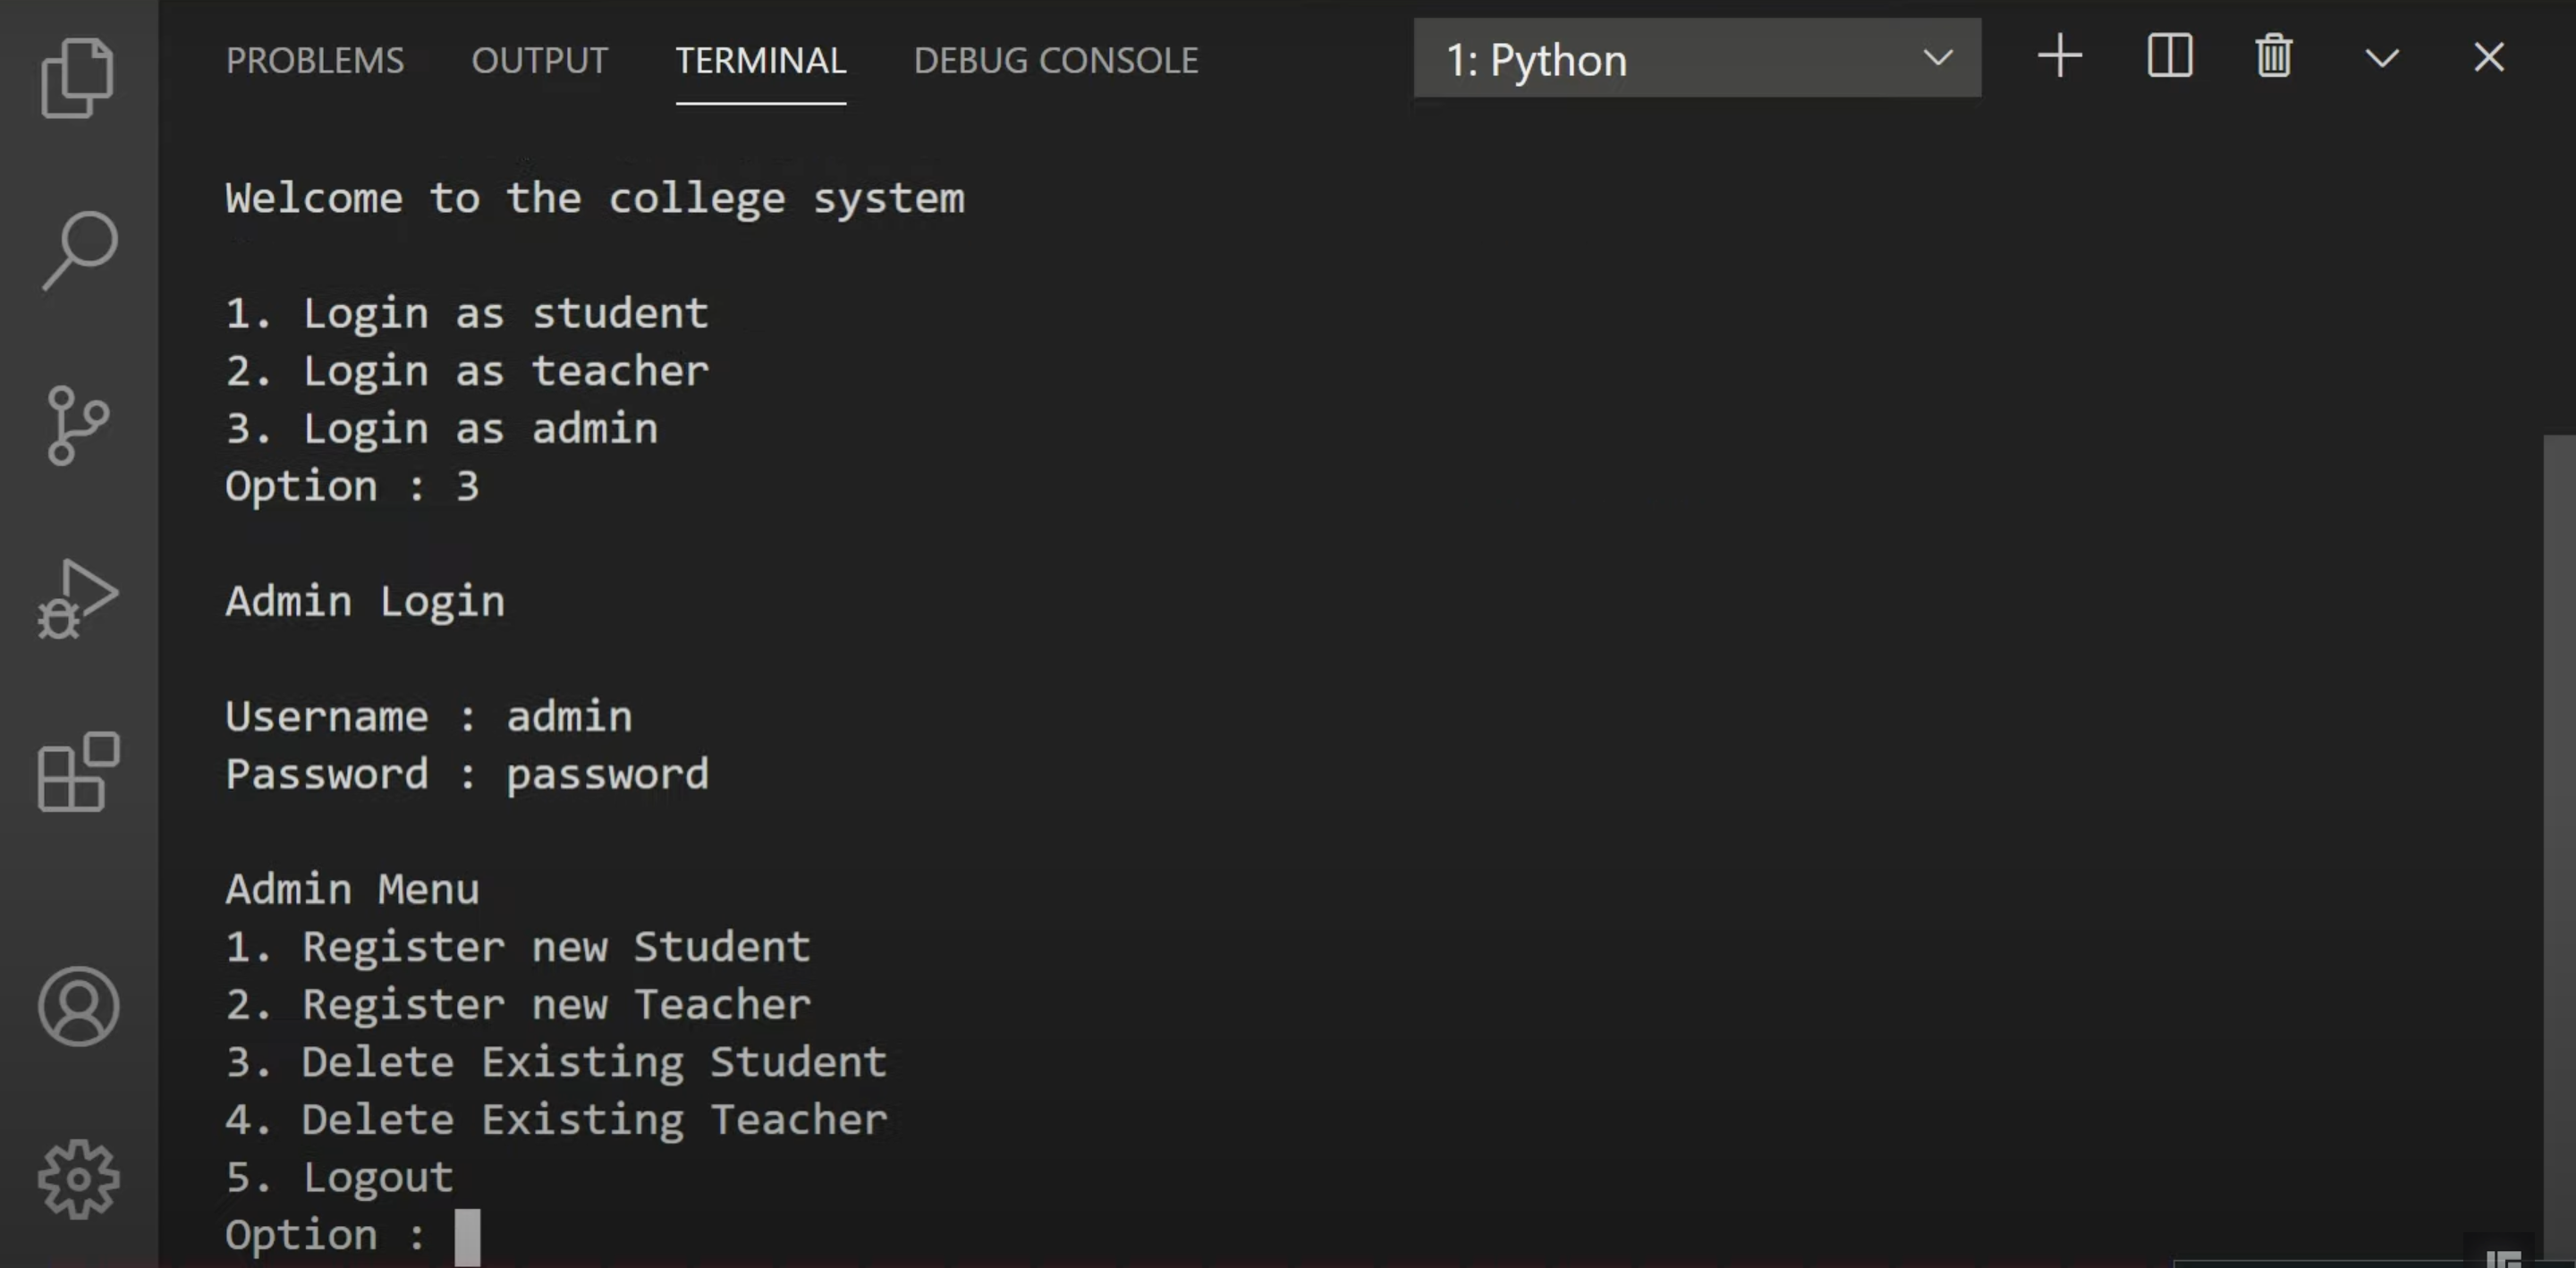 PROBLEMS OUTPUT TERMINAL DEBUG CONSOLE 1: Python
Welcome to the college system
1. Login as student
2. Login as teacher
3. Login as admin
Option : 3
Admin Login
Username : admin
Password : password
Admin Menu
1. Register new Student
2. Register new Teacher
3. Delete Existing Student
4. Delete Existing Teacher
5. Logout
Option :